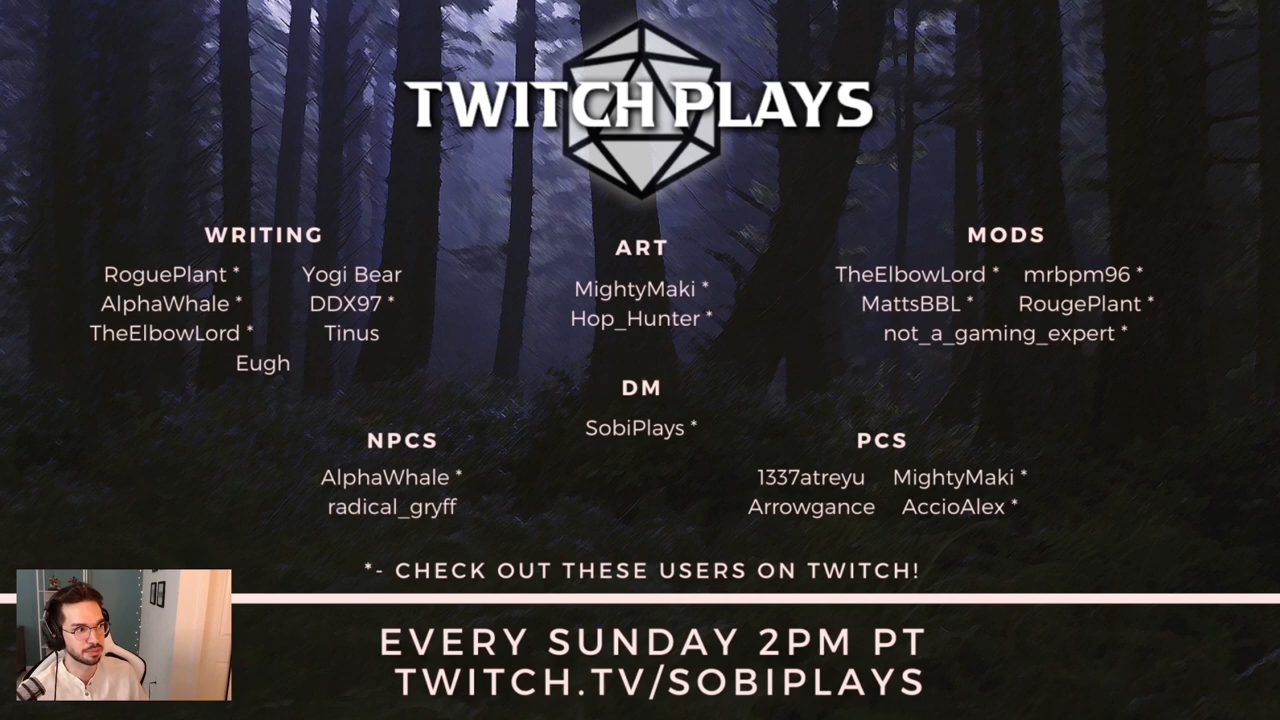 TWITCH PLAYS
WRITING
RoguePlant * Yogi Bear
AlphaWhale * DDX97 *
TheElbowLord * Tinus
Eugh
ART
MightyMaki *
Hop_Hunter *
MODS
TheElbowLord * mrbpm96 *
MattsBBL * RougePlant *
not_a_gaming_expert *
DM
SobiPlays *
NPCS
AlphaWhale *
radical_gryff
PCS
1337atreyu MightyMaki *
Arrowgance AccioAlex *
*- CHECK OUT THESE USERS ON TWITCH!
EVERY SUNDAY 2PM PT
TWITCH.TV/SOBIPLAYS